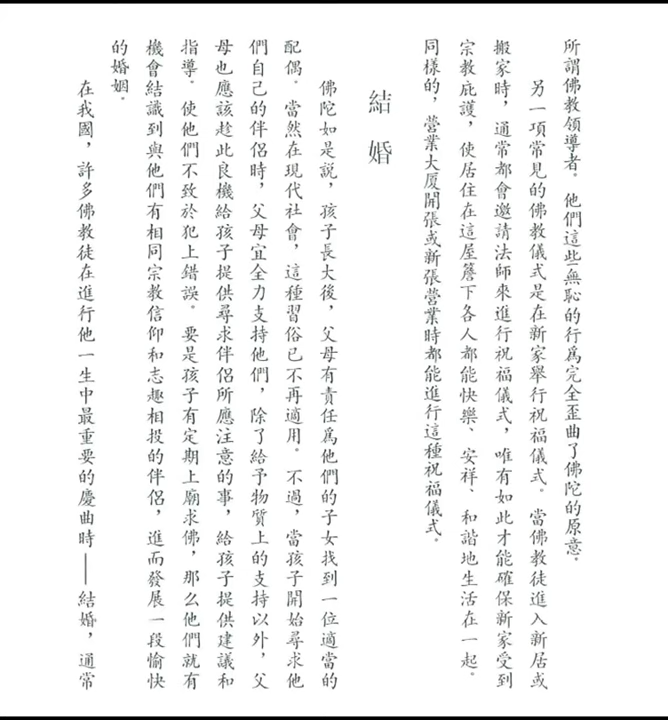 所謂佛教領導者。他們這些無恥的行爲完全歪曲了佛陀的原意。
另一項常見的佛教儀式是在新家舉行祝福儀式。當佛教徒進入新居或
搬家時，通常都會邀請法師來進行祝福儀式，唯有如此才能確保新家受到
宗教庇護，使居住在這屋簷下各人都能快樂、安祥、和諧地生活在一起。
同樣的，營業大厦開張或新張營業時都能進行這種祝福儀式。
結婚
佛陀如是說，孩子長大後，父母有責任爲他們的子女找到一位適當的
配偶。當然在現代社會，這種習俗已不再適用。不過，當孩子開始尋求他
們自己的伴侶時，父母宜全力支持他們，除了給予物質上的支持以外，父
母也應該趁此良機給孩子提供尋求伴侶所應注意的事，給孩子提供建議和
指導。使他們不致於犯上錯誤。要是孩子有定期上廟求佛，那么他們就有
機會結識到與他們有相同宗教信仰和志趣相投的伴侶，進而發展一段愉快
的婚姻。
在我國，許多佛教徒在進行他一生中最重要的慶曲時——結婚，通常